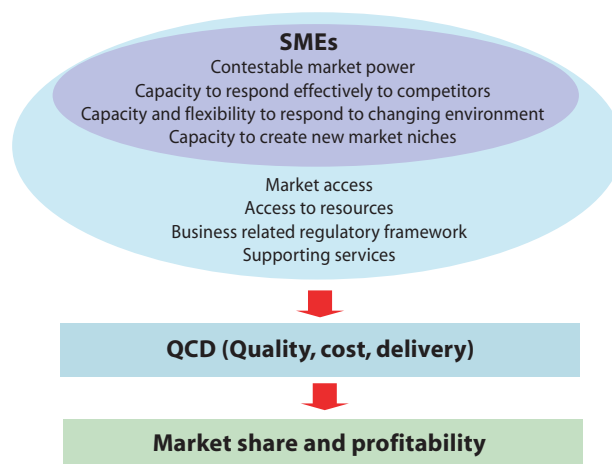 SMEs
Contestable market power
Capacity to respond effectively to competitors
Capacity and flexibility to respond to changing environment
Capacity to create new market niches
Market access
Access to resources
Business related regulatory framework
Supporting services
QCD (Quality, cost, delivery)
Market share and profitability